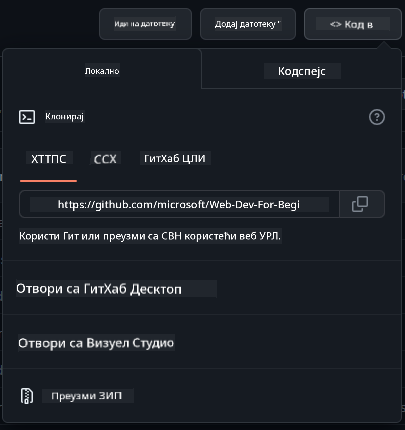 Иди на датотеку
Додај датотеку
<> Код в
Локално
Кодспејс
Клонирај
?
ХТТПС
ССХ
ГитХаб ЦЛИ
https://github.com/microsoft/Web-Dev-For-Begi
Користи Гит или преузми са СВН користећи веб УРЛ.
Отвори са ГитХаб Десктоп
Отвори са Визуел Студио
Преузми ЗИП